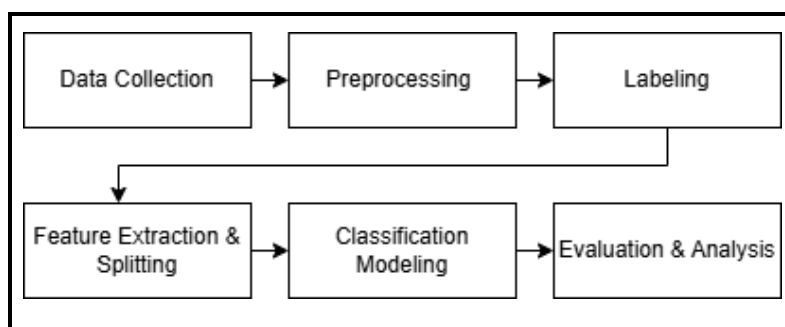 Data Collection
Preprocessing
Labeling
Feature Extraction &
Splitting
Classification
Modeling
Evaluation & Analysis